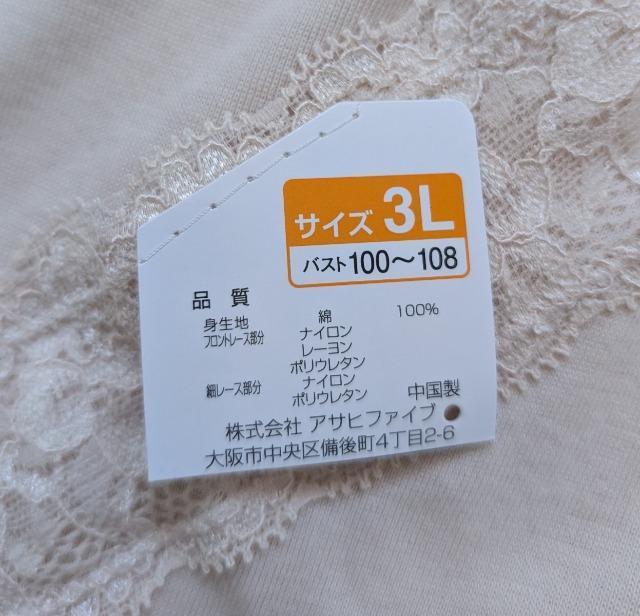 サイズ 3L
バスト100〜108
品質
身生地 綿 100%
フロントレース部分 ナイロン
レーヨン
ポリウレタン
細レース部分 ナイロン
ポリウレタン 中国製
株式会社 アサヒファイブ
大阪市中央区備後町4丁目2-6